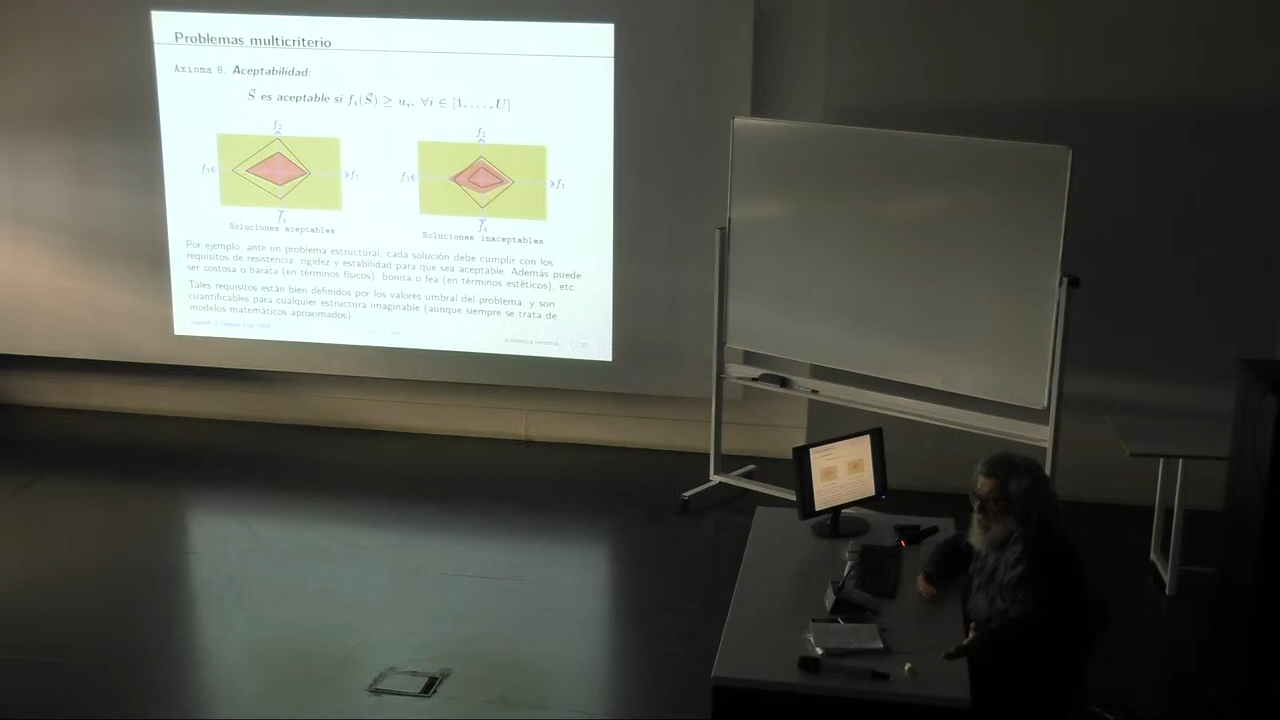 Problemas multicriterio
Axioma 8. Aceptabilidad:
S⃗ es aceptable si fᵢ(S⃗) ≥ uᵢ, ∀i ∈ [1, . . . , U]
f₂ f₂
f₃ f₁ f₃ f₁
f₄ f₄
Soluciones aceptables Soluciones inaceptables
Por ejemplo, ante un problema estructural, cada solución debe cumplir con los
requisitos de resistencia, rigidez y estabilidad para que sea aceptable. Además puede
ser costosa o barata (en términos físicos), bonita o fea (en términos estéticos), etc.
Tales requisitos están bien definidos por los valores umbral del problema, y son
cuantificables para cualquier estructura imaginable (aunque siempre se trata de
modelos matemáticos aproximados)